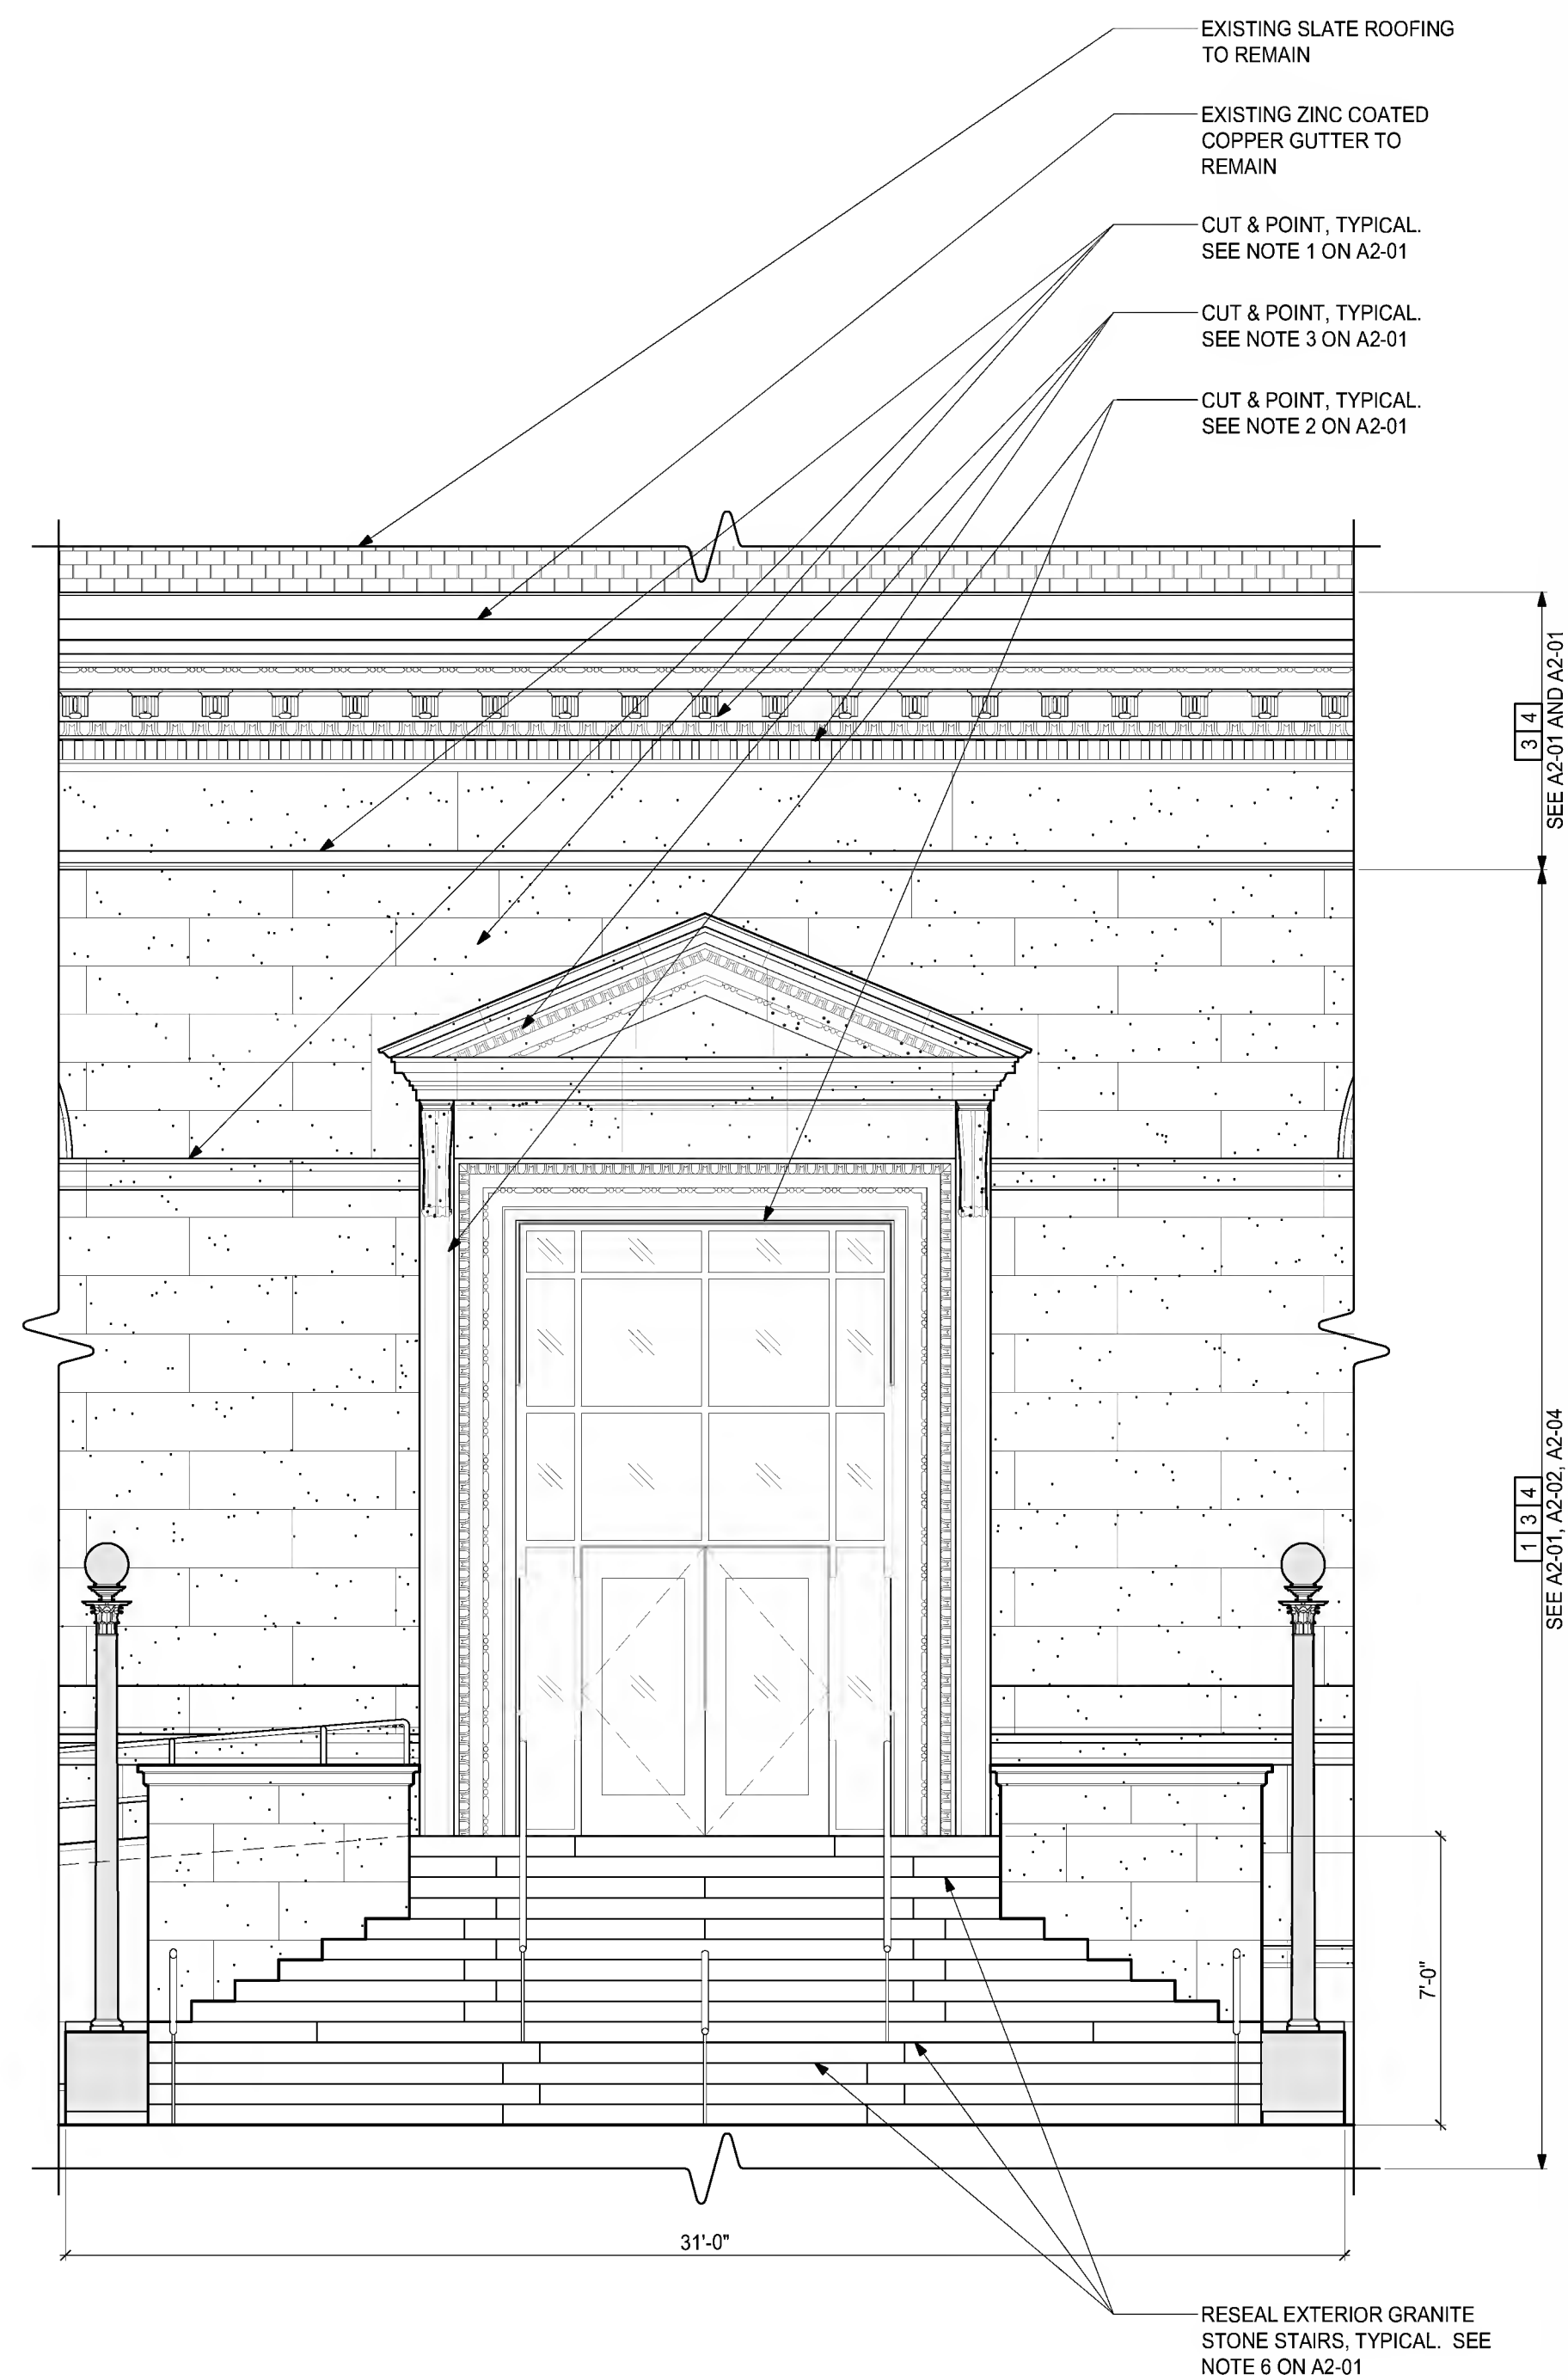 EXISTING SLATE ROOFING
TO REMAIN
EXISTING ZINC COATED
COPPER GUTTER TO
REMAIN
CUT & POINT, TYPICAL.
SEE NOTE 1 ON A2-01
CUT & POINT, TYPICAL.
SEE NOTE 3 ON A2-01
CUT & POINT, TYPICAL.
SEE NOTE 2 ON A2-01
3 4
SEE A2-01 AND A2-01
1 3 4
SEE A2-01, A2-02, A2-04
7'-0"
31'-0"
RESEAL EXTERIOR GRANITE
STONE STAIRS, TYPICAL. SEE
NOTE 6 ON A2-01